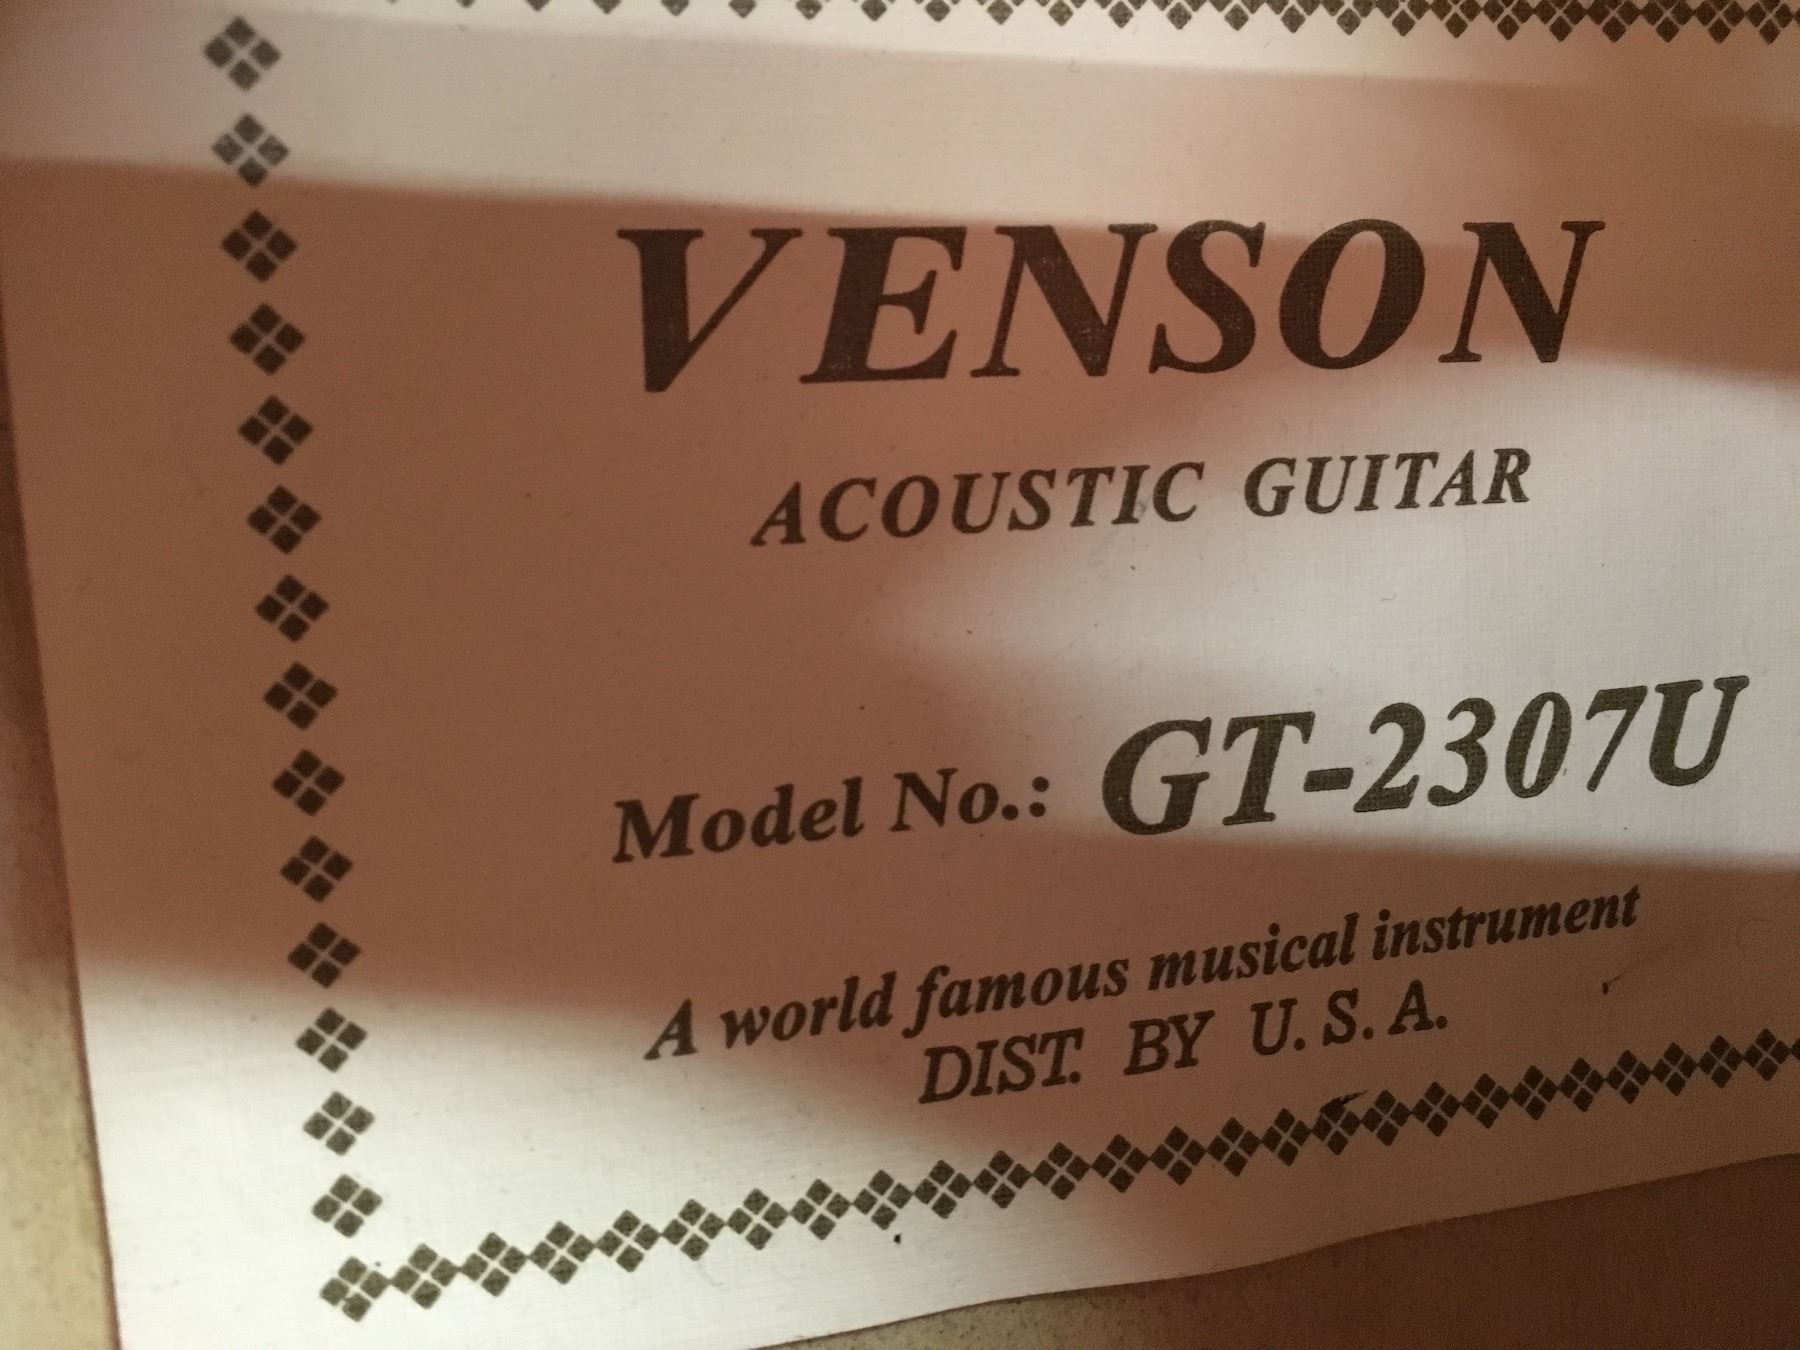 VENSON
ACOUSTIC GUITAR
Model No.: GT-2307U
A world famous musical instrument
DIST. BY U.S.A.